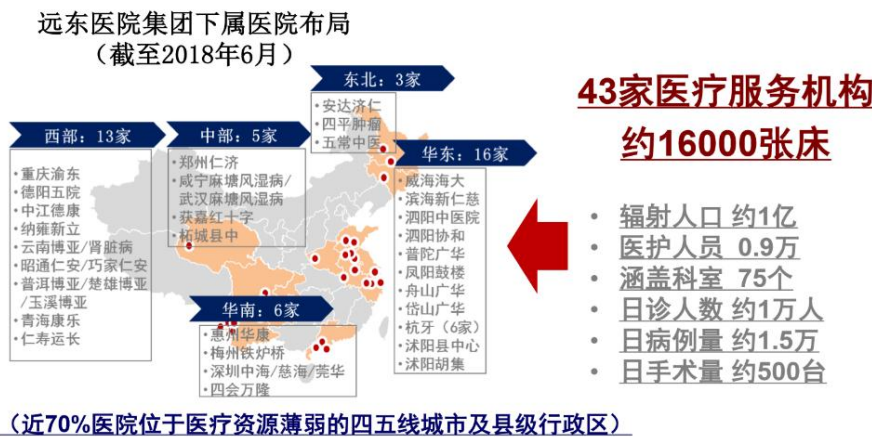 远东医院集团下属医院布局
（截至2018年6月）
东北：3家
·安达济仁
·四平肿瘤
·五常中医
西部：13家
·重庆渝东
·德阳五院
·中江德康
·纳雍新立
·云南博亚/肾脏病
·昭通仁安/巧家仁安
·普洱博亚/楚雄博亚
/玉溪博亚
·青海康乐
·仁寿运长
中部：5家
·郑州仁济
·咸宁麻塘风湿病/
武汉麻塘风湿病
·获嘉红十字
·柘城县中
华东：16家
·威海海大
·滨海新仁慈
·泗阳中医院
·泗阳协和
·普陀广华
·凤阳鼓楼
·舟山广华
·岱山广华
·杭牙（6家）
·沭阳县中心
·沭阳胡集
华南：6家
·惠州华康
·梅州铁炉桥
·深圳中海/慈海/莞华
·四会万隆
43家医疗服务机构
约16000张床
• 辐射人口 约1亿
• 医护人员 0.9万
• 涵盖科室 75个
• 日诊人数 约1万人
• 日病例量 约1.5万
• 日手术量 约500台
（近70%医院位于医疗资源薄弱的四五线城市及县级行政区）